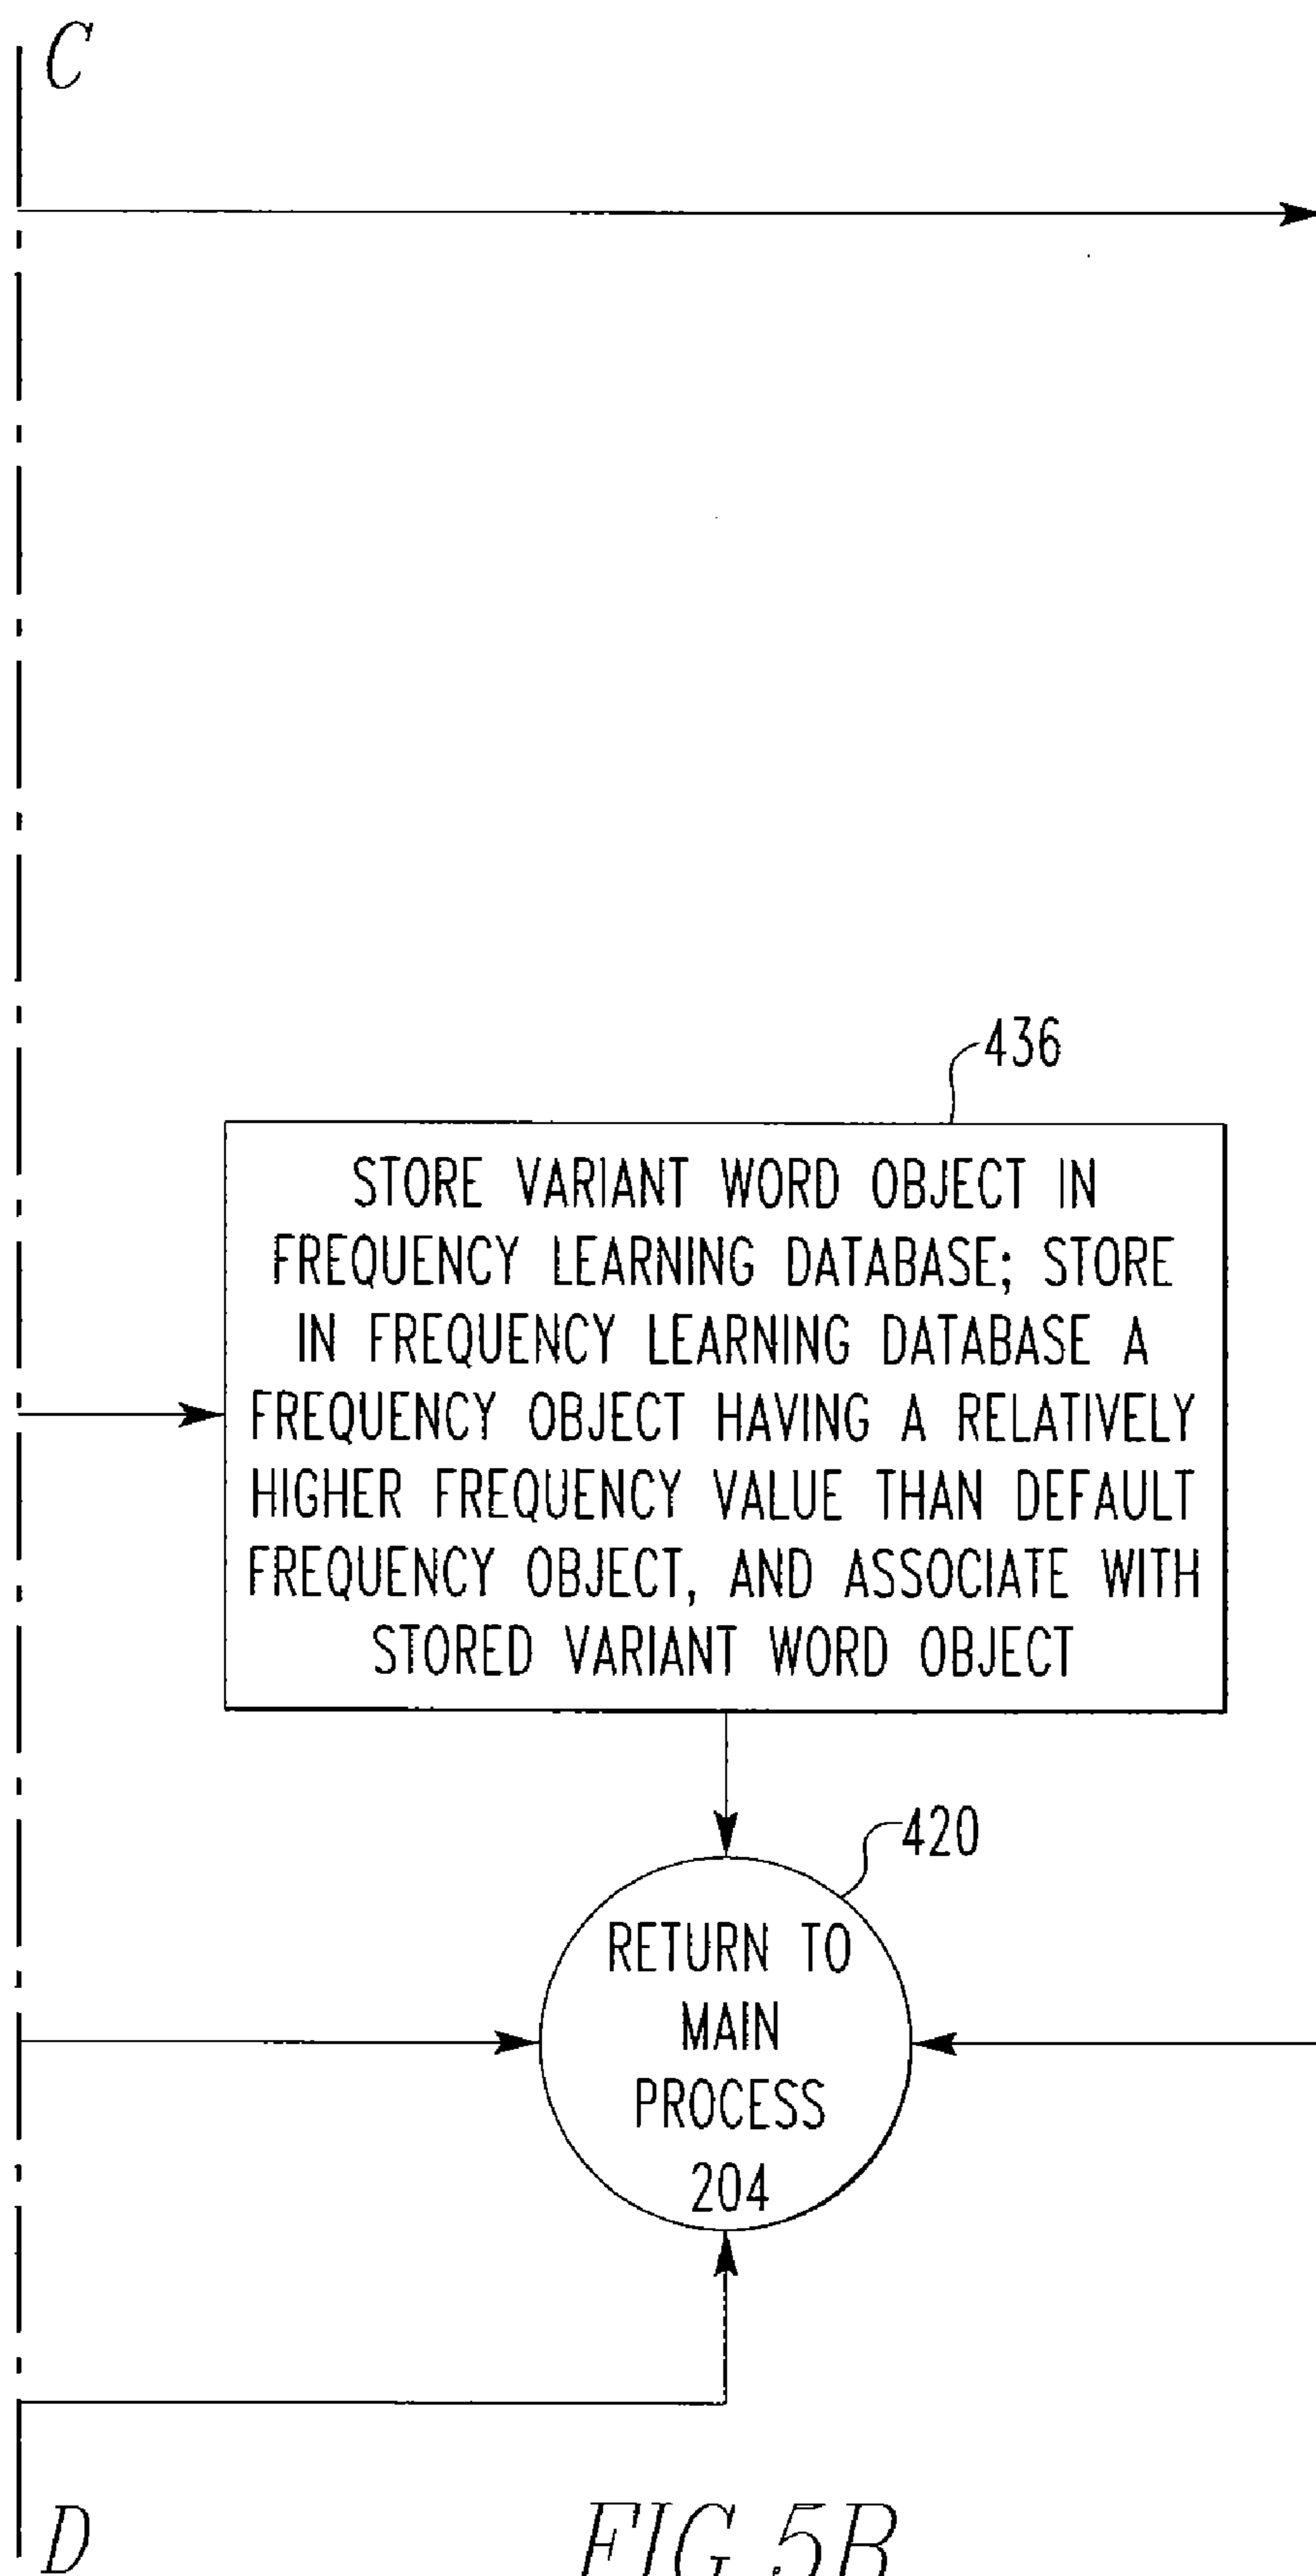 C
436
STORE VARIANT WORD OBJECT IN
FREQUENCY LEARNING DATABASE; STORE
IN FREQUENCY LEARNING DATABASE A
FREQUENCY OBJECT HAVING A RELATIVELY
HIGHER FREQUENCY VALUE THAN DEFAULT
FREQUENCY OBJECT, AND ASSOCIATE WITH
STORED VARIANT WORD OBJECT
420
RETURN TO
MAIN
PROCESS
204
D
FIG.5B